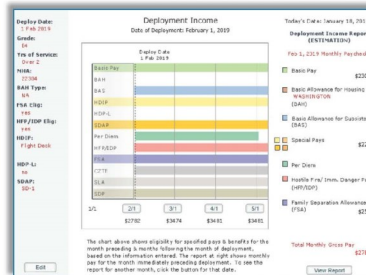 Deploy Date:
1 Feb 2019
Grade:
E4
Yrs of Service:
Over 2
MHA:
22304
BAH Type:
WR
FSA Elig:
Yes
HFP/IDP Elig:
Yes
HDIP:
Flight Deck
HDP-L:
SDAP:
SD-1
Edit
Deployment Income
Date of Deployment: February 1, 2019
Deploy Date
1 Feb 2019
Basic Pay
BAH
BAS
HDIP
HDP-L
SDAP
Per Diem
HFP/IDP
FSA
CZTE
SLA
SDP
1/1
2/1
3/1
4/1
5/1
$2792
$3474
$3481
$3481
The chart above shows eligibility for specified pays & benefits for the
month preceding & months following the month of deployment,
based on the information entered. The report at right shows monthly
pay for the month immediately preceding deployment. To see the
report for another month, click the button for that date.
Today's Date: January 10,
Deployment Income Repor
(ESTIMATION)
Feb 1, 2019 Monthly Paycheck
Basic Pay
Basic Allowance for Housing
WASHINGTON
(BAH)
Basic Allowance for Subsist
(BAS)
Special Pays
Per Diem
Hostile Fire/ Imm. Danger
(HFP/IDP)
Family Separation Allowance
(FSA)
Total Monthly Gross Pay
View Report